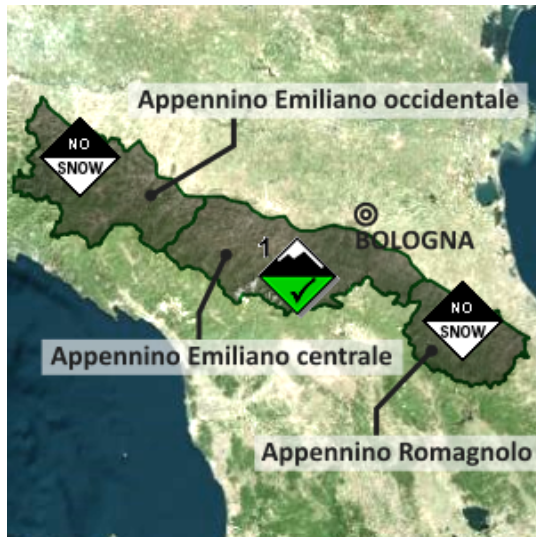 Appennino Emiliano occidentale
NO
SNOW
BOLOGNA
1
NO
SNOW
Appennino Emiliano centrale
Appennino Romagnolo